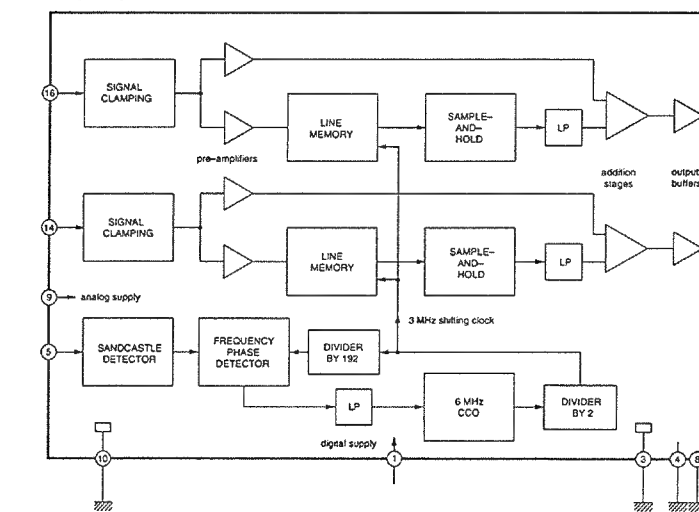 16
SIGNAL
CLAMPING
pre-amplifiers
LINE
MEMORY
SAMPLE-
AND-
HOLD
LP
addition
stages
output
buffers
14
SIGNAL
CLAMPING
LINE
MEMORY
SAMPLE-
AND-
HOLD
LP
9
analog supply
3 MHz shifting clock
5
SANDCASTLE
DETECTOR
FREQUENCY
PHASE
DETECTOR
DIVIDER
BY 192
LP
6 MHz
CCO
DIVIDER
BY 2
digital supply
10
1
3
4